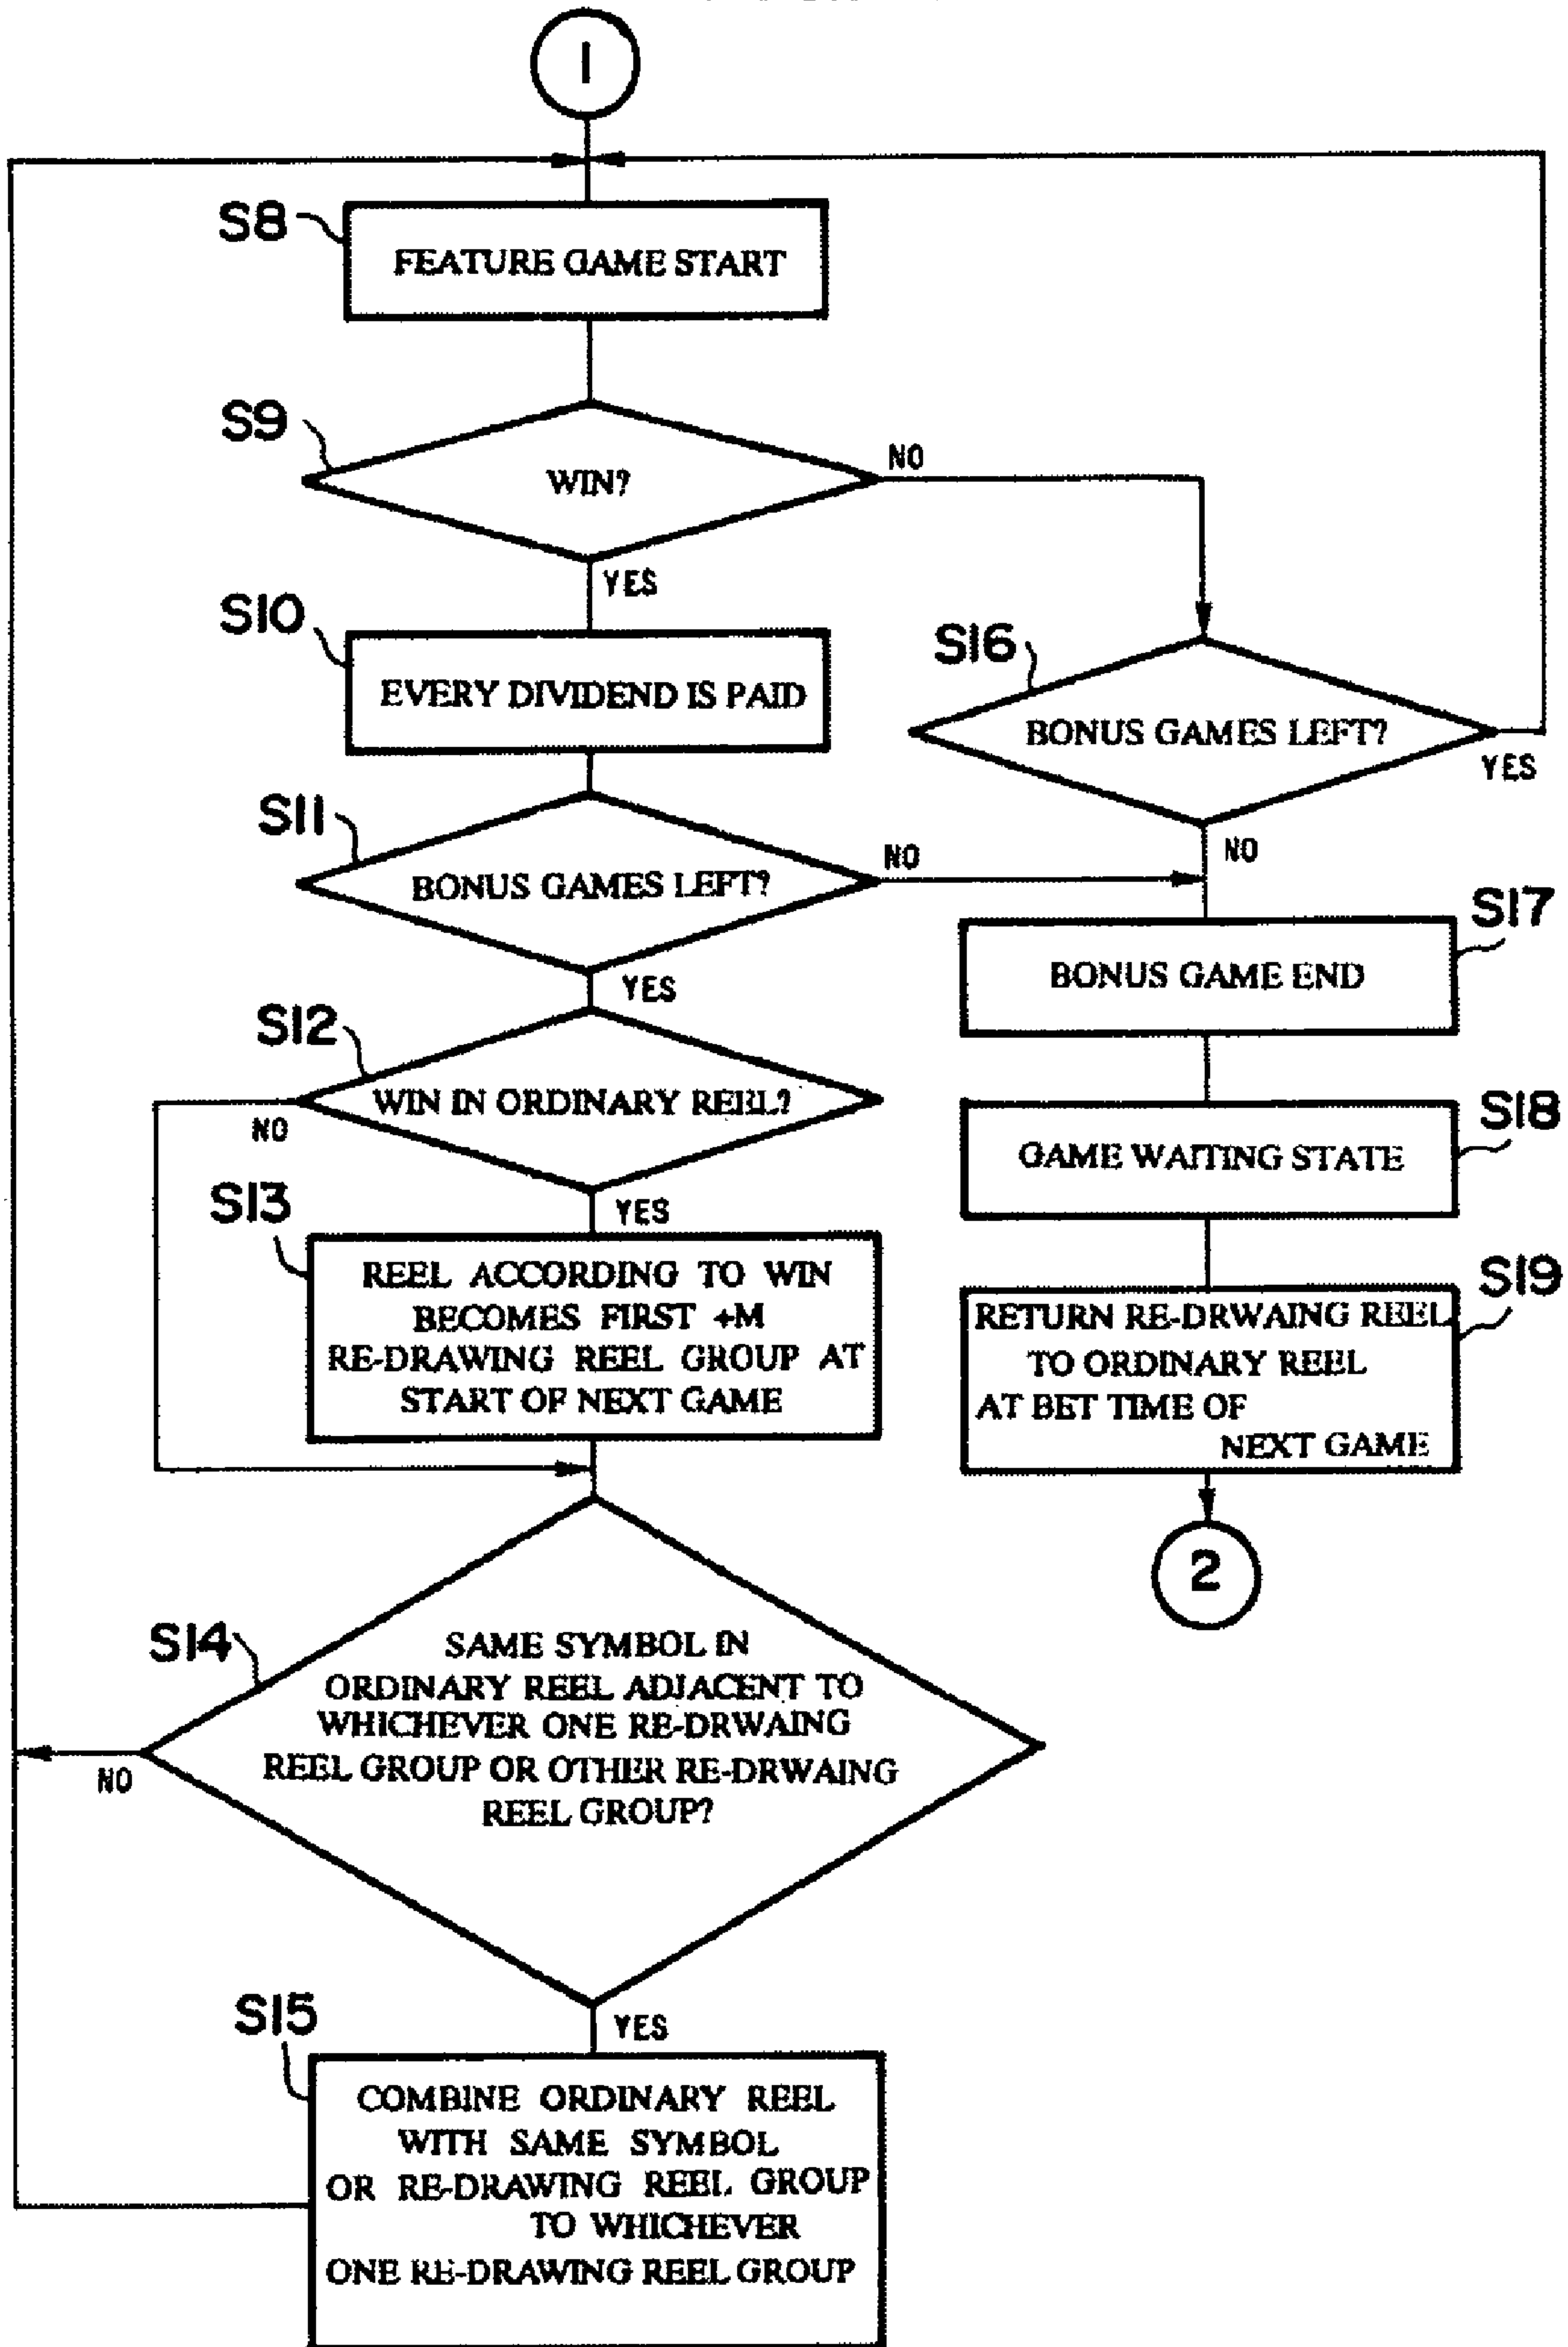 1
S8
FEATURE GAME START
S9
WIN?
NO
YES
S10
EVERY DIVIDEND IS PAID
S16
BONUS GAMES LEFT?
YES
NO
S11
BONUS GAMES LEFT?
NO
YES
S17
BONUS GAME END
S12
WIN IN ORDINARY REEL?
NO
YES
S18
GAME WAITING STATE
S13
REEL ACCORDING TO WIN
BECOMES FIRST +M
RE-DRAWING REEL GROUP AT
START OF NEXT GAME
S19
RETURN RE-DRWAING REEL
TO ORDINARY REEL
AT BET TIME OF
NEXT GAME
2
S14
SAME SYMBOL IN
ORDINARY REEL ADJACENT TO
WHICHEVER ONE RE-DRWAING
REEL GROUP OR OTHER RE-DRWAING
REEL GROUP?
NO
YES
S15
COMBINE ORDINARY REEL
WITH SAME SYMBOL
OR RE-DRAWING REEL GROUP
TO WHICHEVER
ONE RE-DRAWING REEL GROUP